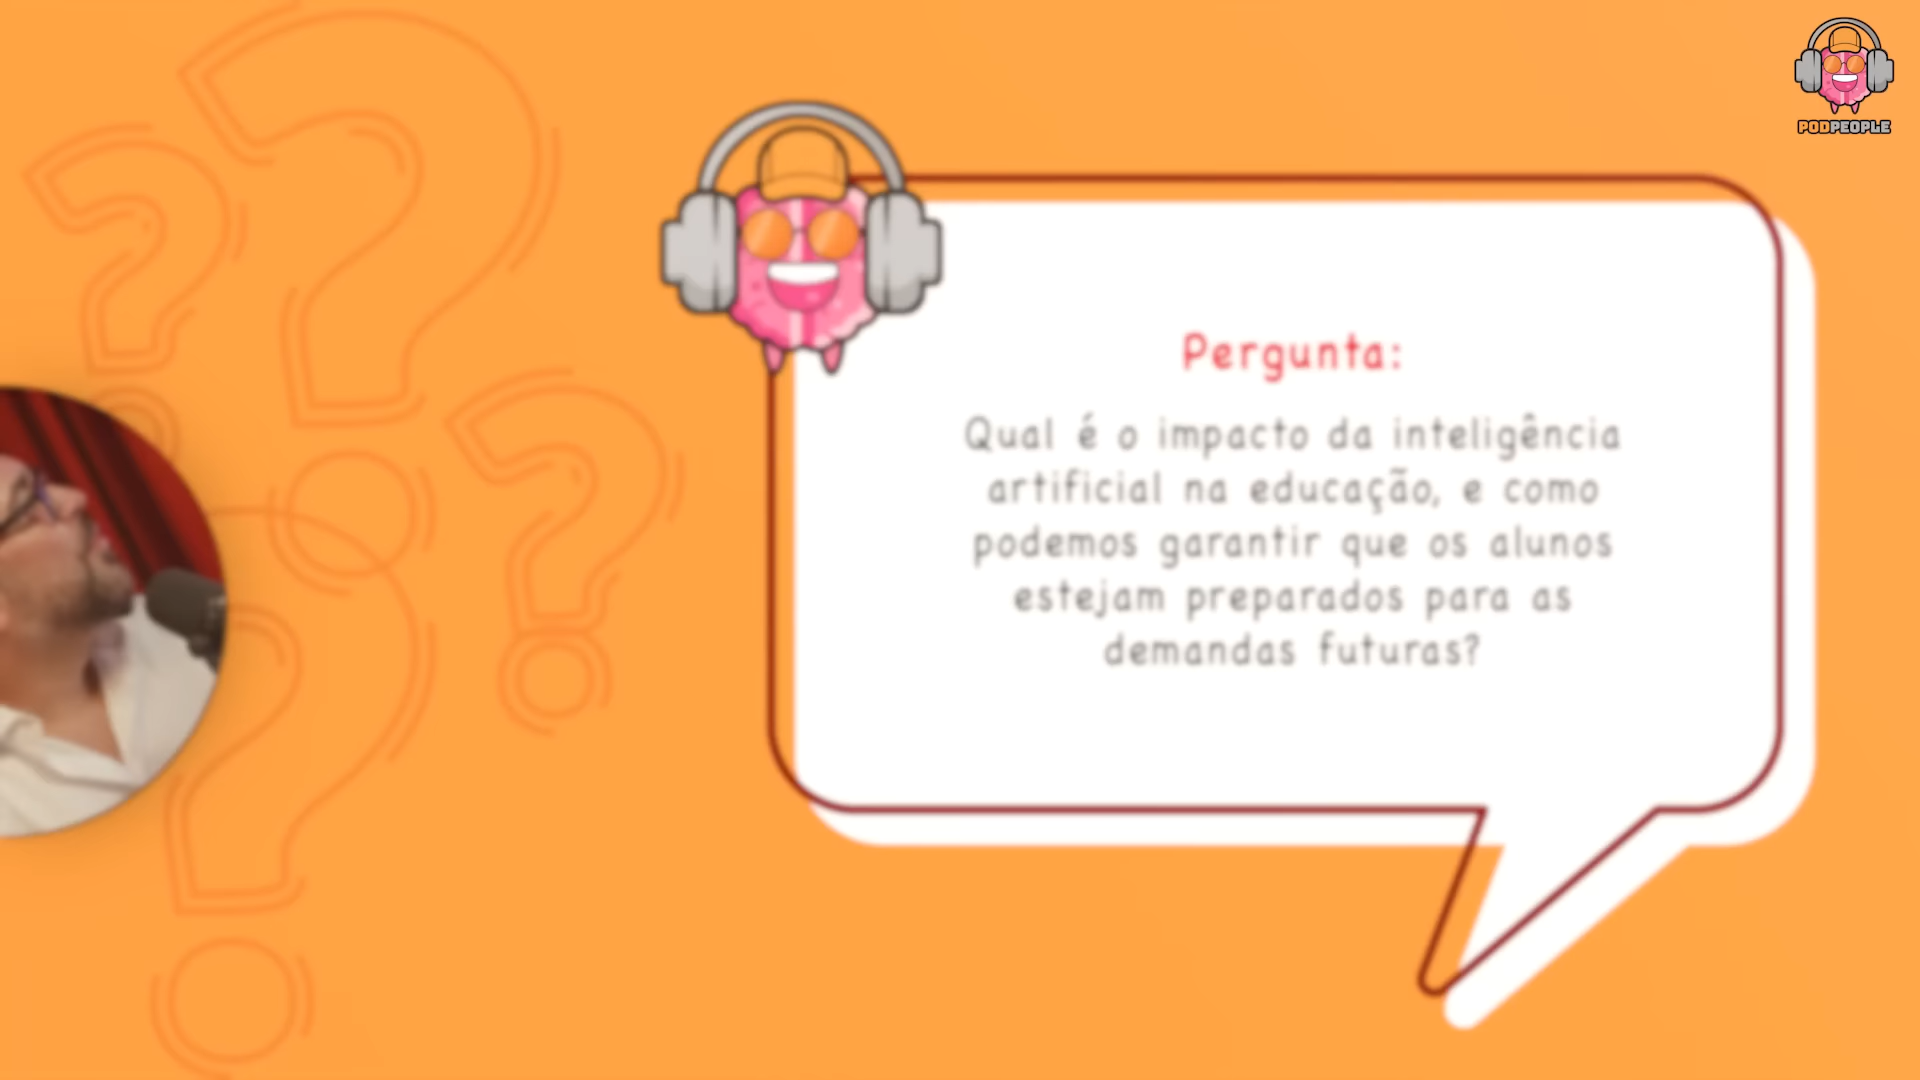 PODPEOPLE
Pergunta:
Qual é o impacto da inteligência
artificial na educação, e como
podemos garantir que os alunos
estejam preparados para as
demandas futuras?